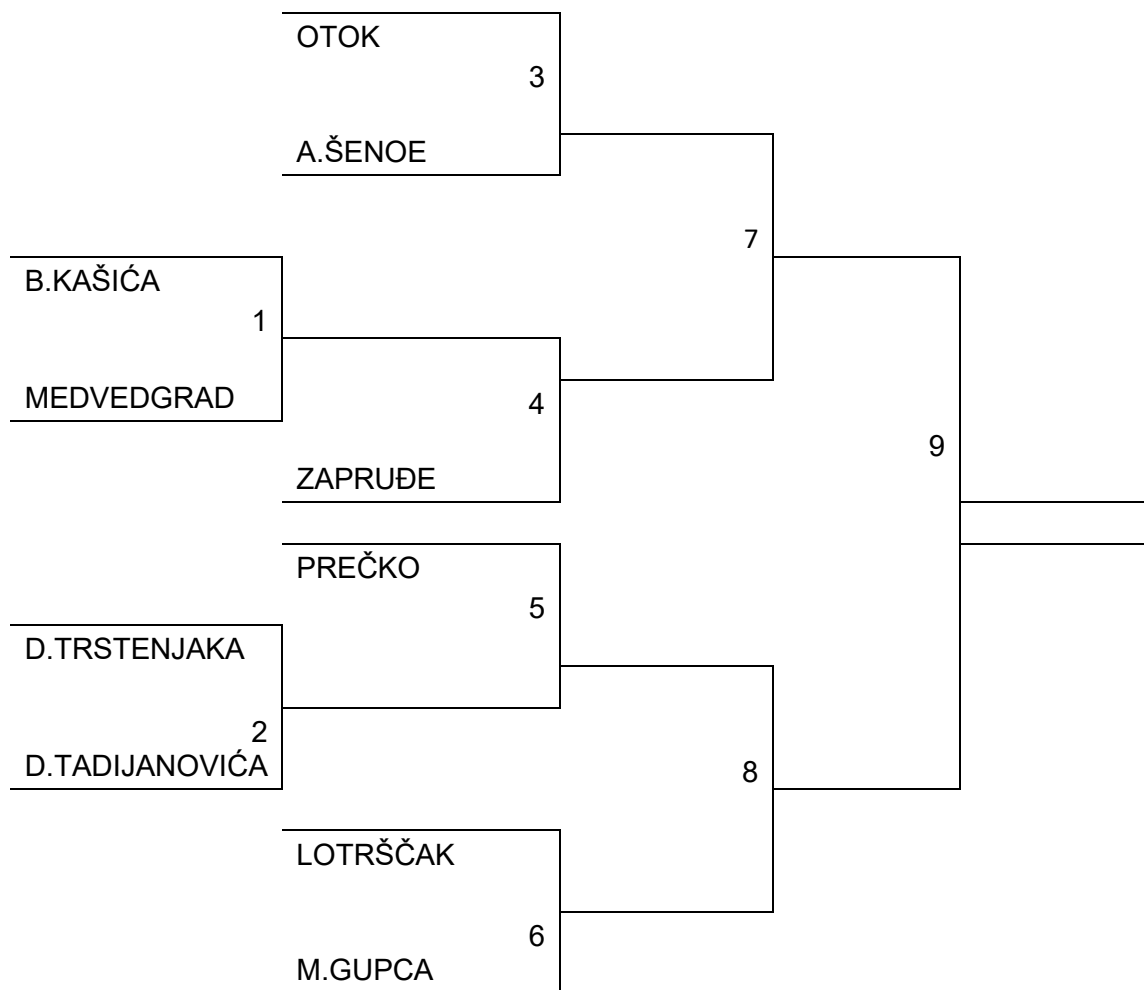 OTOK
3
A.ŠENOE
7
B.KAŠIĆA
1
MEDVEDGRAD
4
9
ZAPRUĐE
PREČKO
5
D.TRSTENJAKA
2
D.TADIJANOVIĆA
8
LOTRŠČAK
6
M.GUPCA